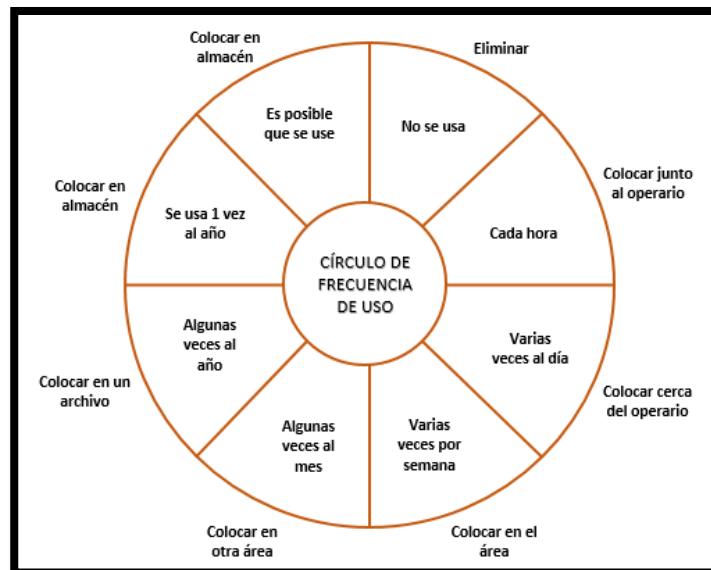 Colocar en
almacén
Eliminar
Es posible
que se use
No se usa
Colocar en
almacén
Colocar junto
al operario
Se usa 1 vez
al año
Cada hora
CÍRCULO DE
FRECUENCIA
DE USO
Algunas
veces al
año
Varias
veces al día
Colocar en un
archivo
Colocar cerca
del operario
Algunas
veces al
mes
Varias
veces por
semana
Colocar en
otra área
Colocar en el
área